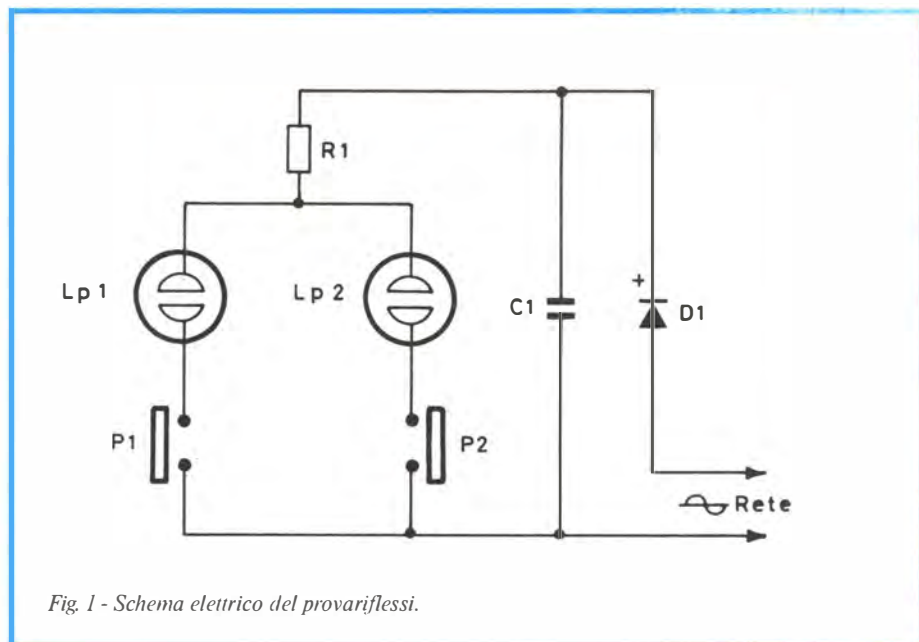 R1
Lp 1
Lp 2
C1
+
D1
P1
P2
Rete
Fig. 1 - Schema elettrico del provariflessi.